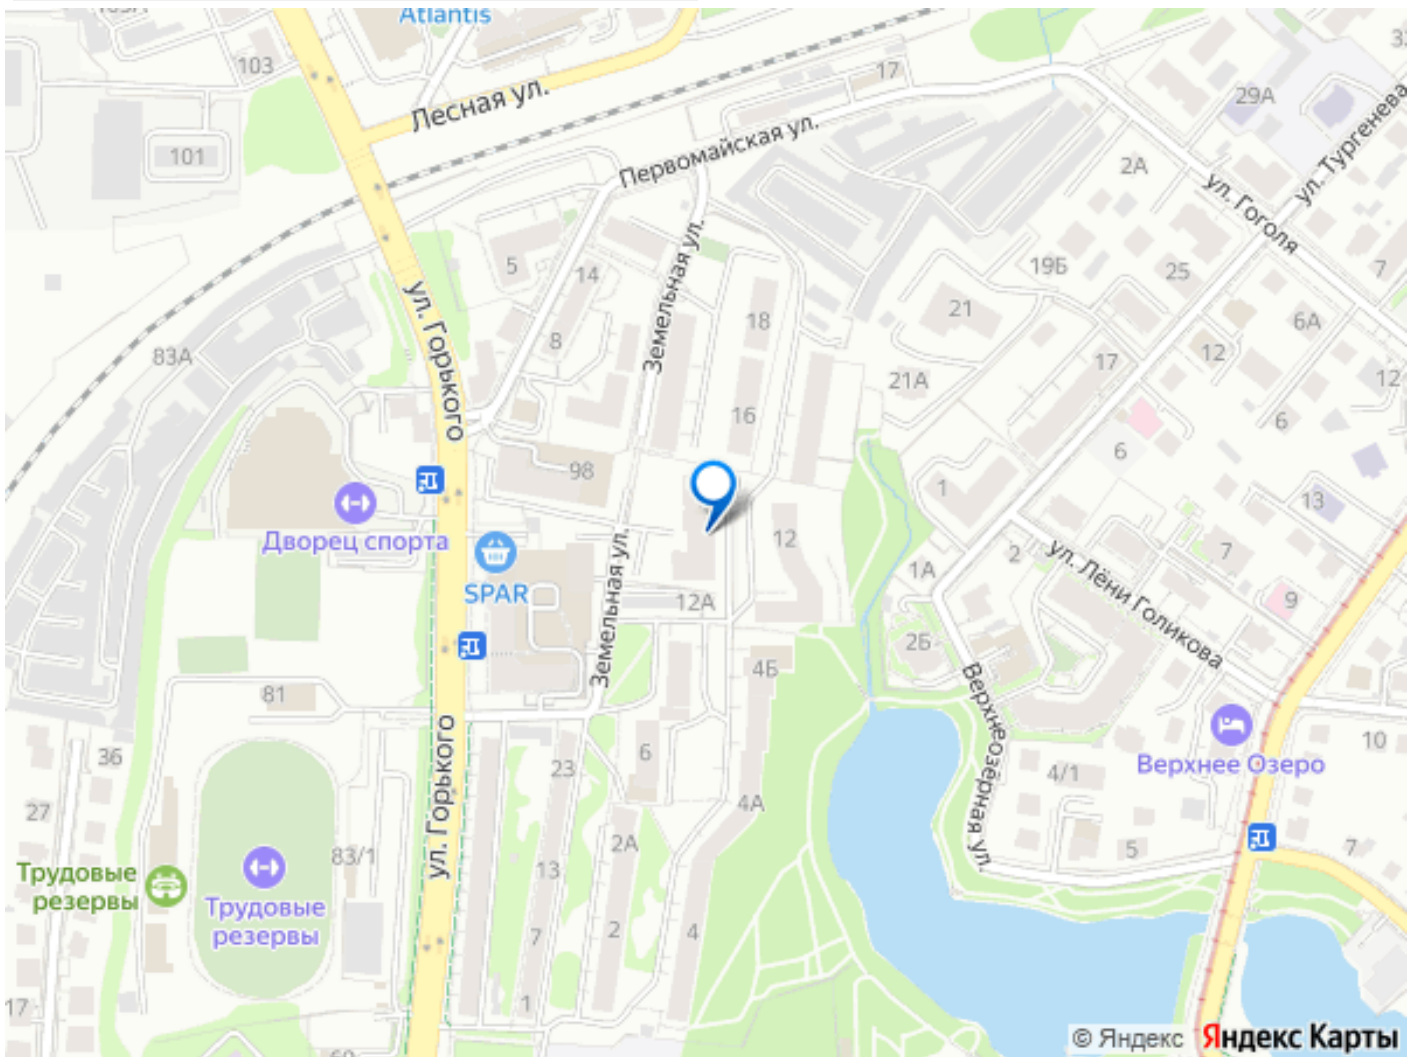 Atlantis
103
Лесная ул.
17
101
Первомайская ул.
29А
ул. Тургенева
2А
ул. Гоголя
Земельная ул.
5
14
19Б
25
7
ул. Горького
18
21
6А
8
83А
12
17
12
21А
16
6
6
98
1
13
Дворец спорта
12
2
7
ул. Лёни Голикова
SPAR
1А
Земельная ул.
12А
9
2Б
4Б
Верхнеозёрная ул.
81
ул. Горького
36
6
10
23
4/1
Верхнее Озеро
4А
27
2А
5
7
83/1
13
Трудовые
резервы
Трудовые
резервы
7
2
4
17
1
© Яндекс Яндекс Карты